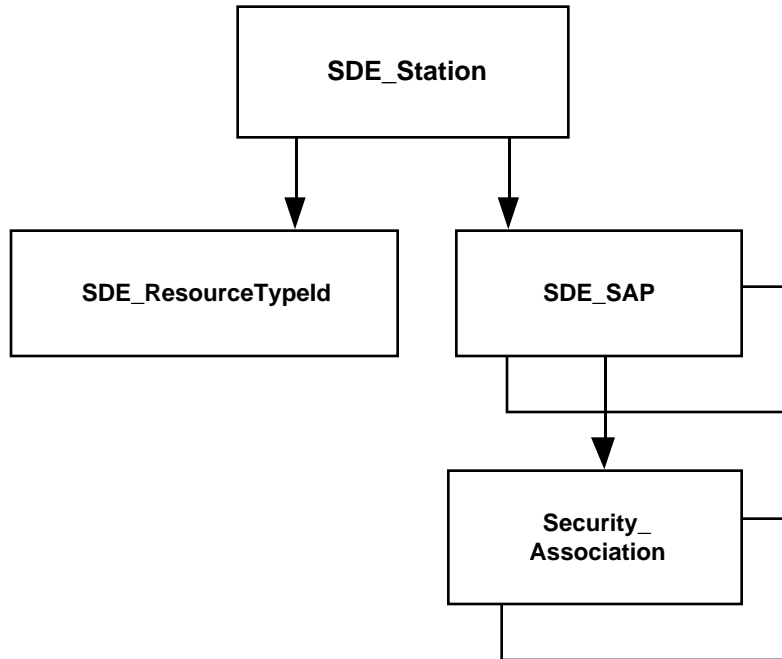 SDE_Station
SDE_ResourceTypeId
SDE_SAP
Security_
Association